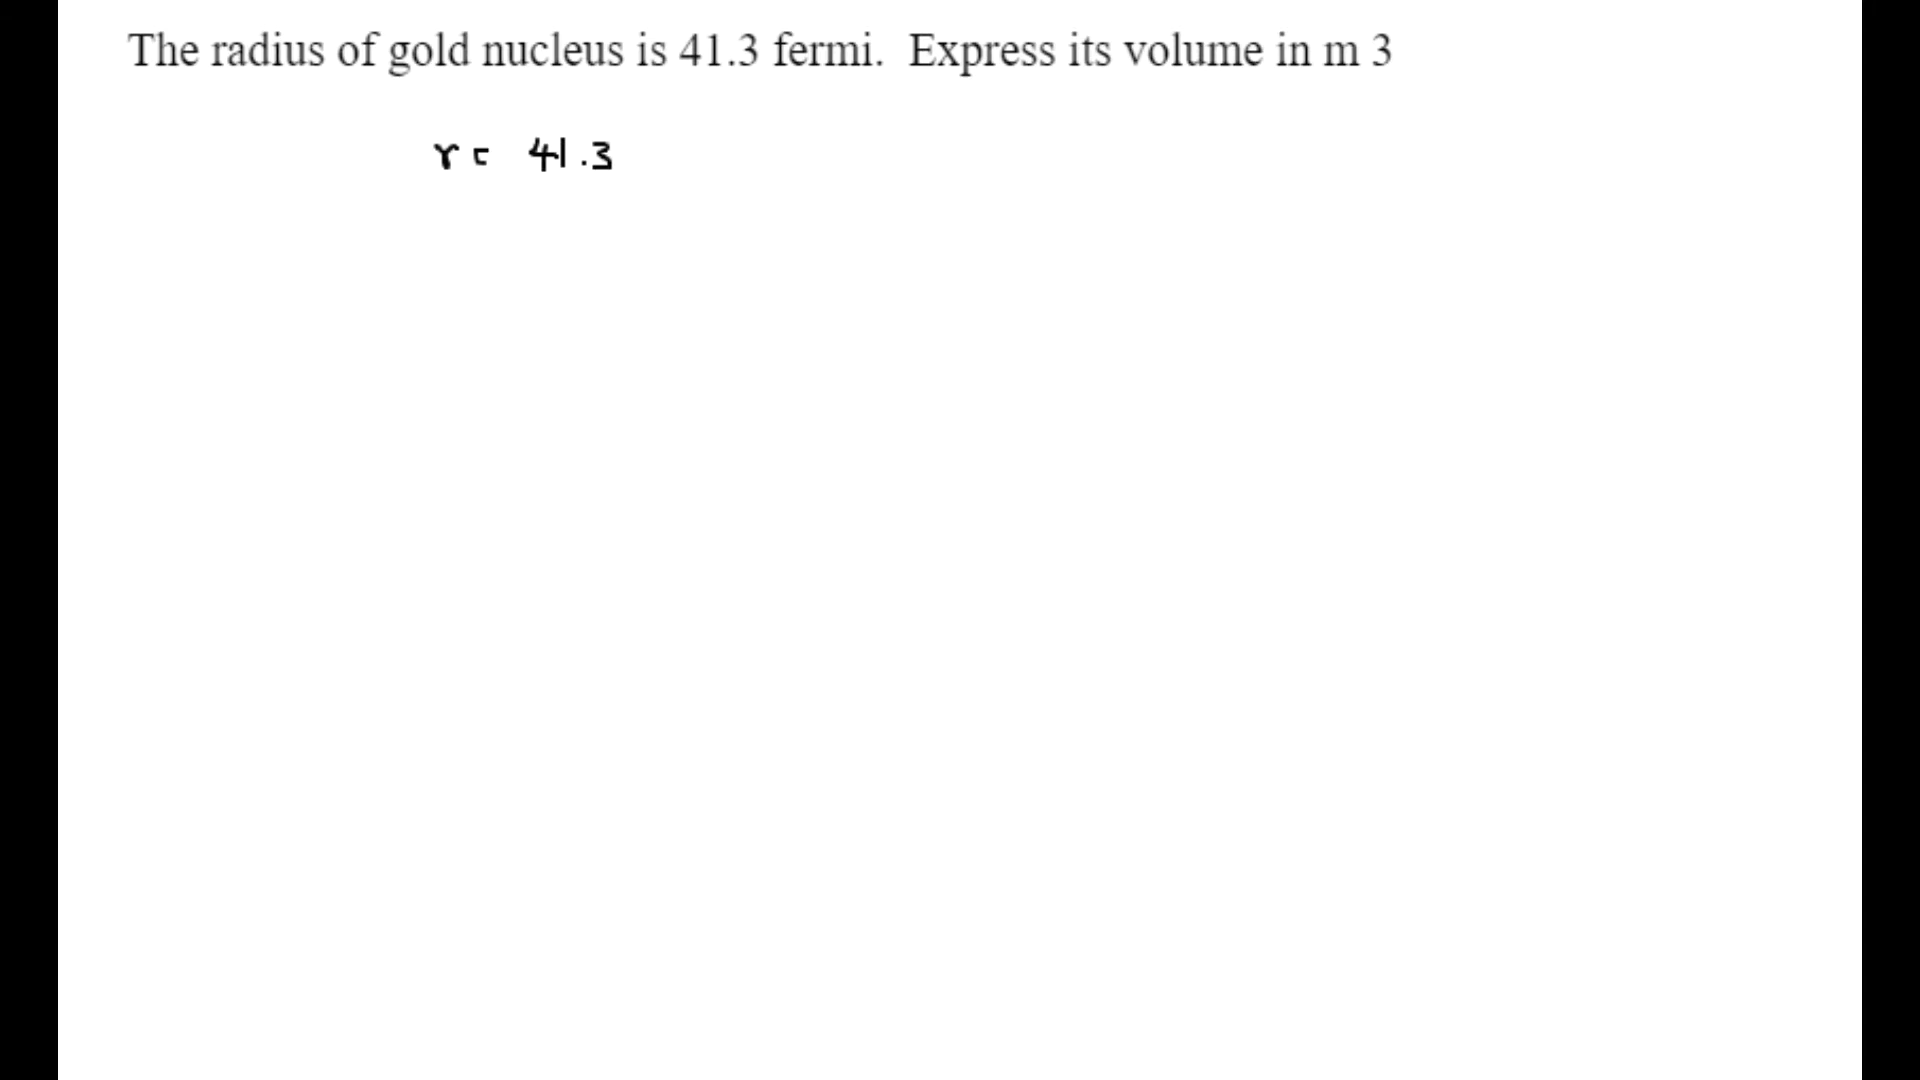 The radius of gold nucleus is 41.3 fermi. Express its volume in m 3
r = 41.3